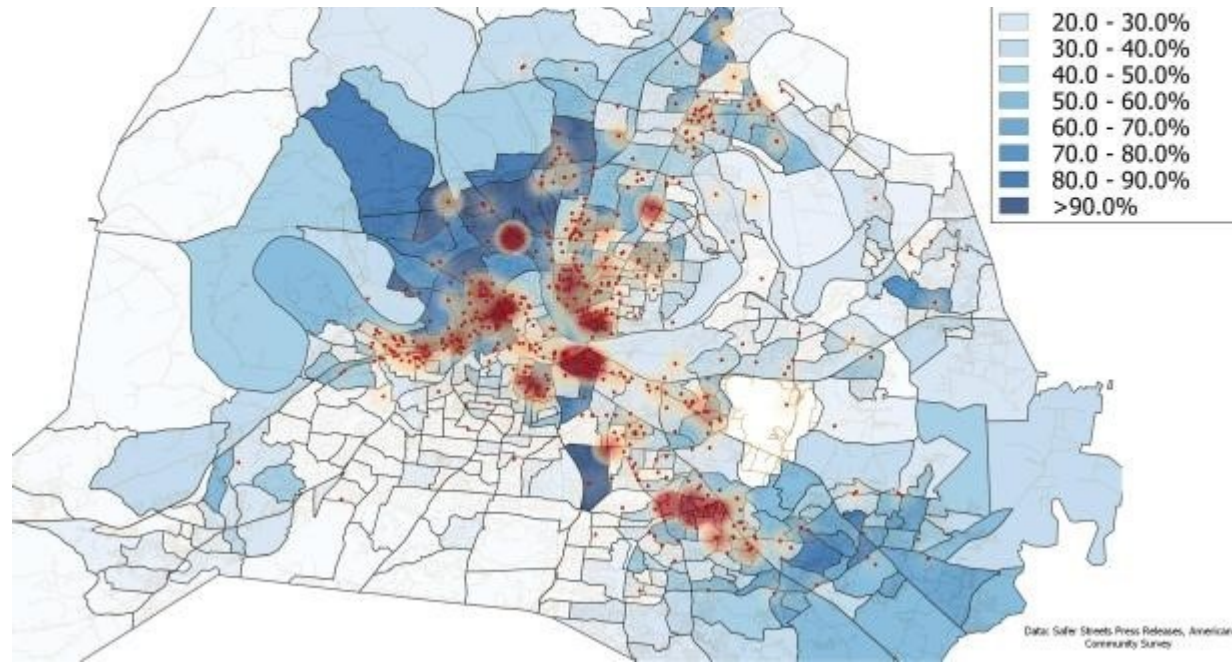 20.0 - 30.0%
30.0 - 40.0%
40.0 - 50.0%
50.0 - 60.0%
60.0 - 70.0%
70.0 - 80.0%
80.0 - 90.0%
>90.0%
Data: Safer Streets Press Releases, American
Community Survey